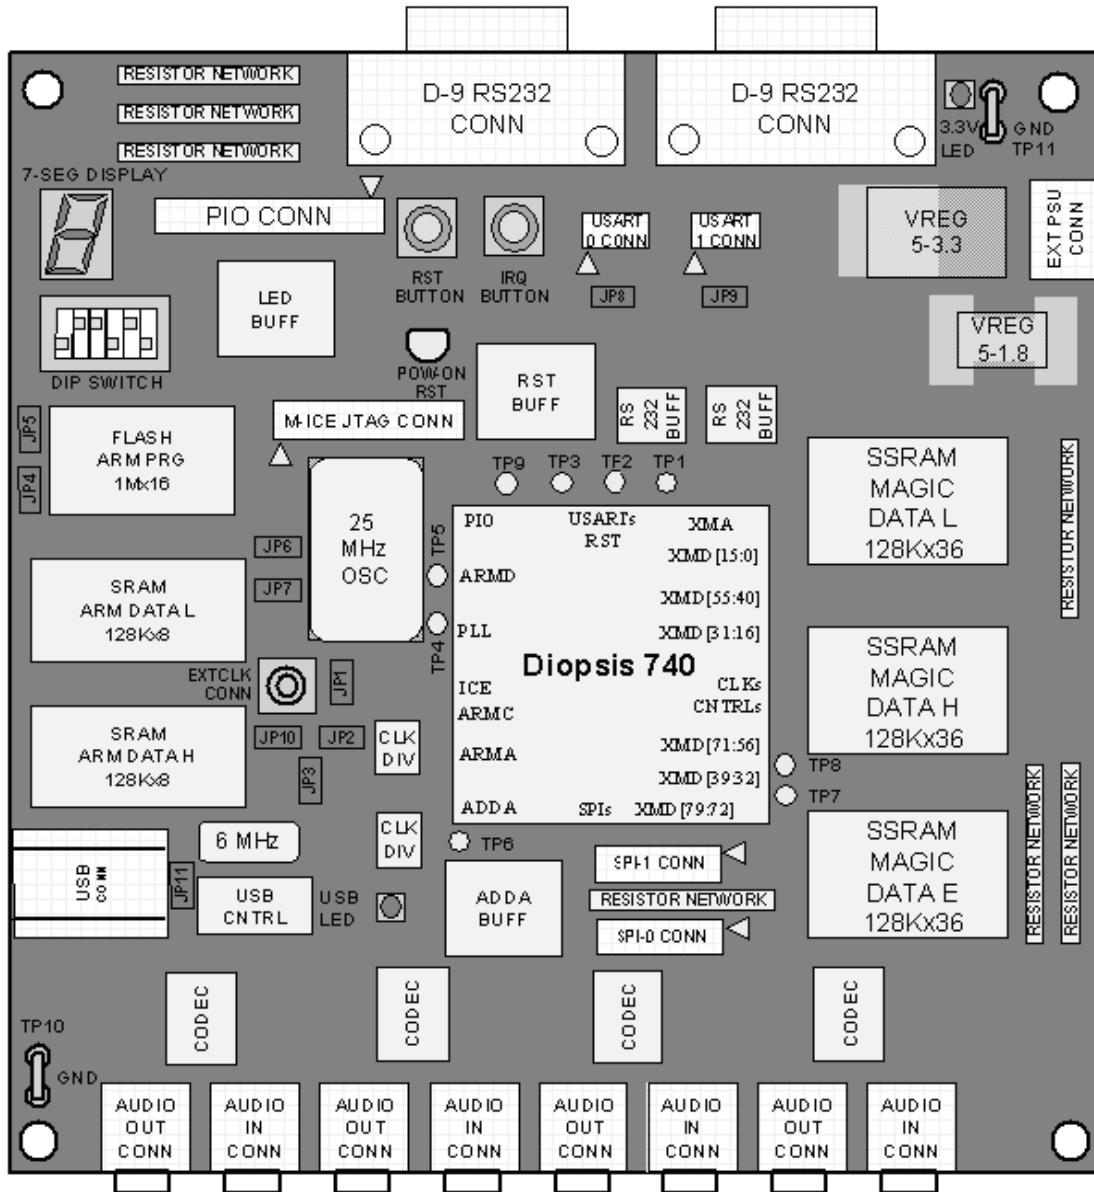 RESISTOR NETWORK
RESISTOR NETWORK
RESISTOR NETWORK
D-9 RS232
CONN
D-9 RS232
CONN
3.3V
LED
GND
TP11
7-SEG DISPLAY
PIO CONN
RST
BUTTON
IRQ
BUTTON
USART
0 CONN
USART
1 CONN
JP8
JP9
VREG
5-3.3
EXT PSU
CONN
LED
BUFF
DIP SWITCH
POW-ON
RST
RST
BUFF
VREG
5-1.8
JP5
JP4
FLASH
ARM PRG
1Mx16
M-ICE JTAG CONN
RS
232
BUFF
RS
232
BUFF
TP9
TP3
TF2
TP1
SSRAM
MAGIC
DATA L
128Kx36
RESISTOR NETWORK
25
MHz
OSC
TP5
TP4
JP6
JP7
SRAM
ARM DATA L
128Kx8
PIO
USARTs
RST
XMA
XMD [15:0]
ARMD
XMD [55:40]
PLL
XMD [31:16]
Diopsis 740
ICE
CLKs
ARMC
CNTRLs
ARMA
XMD [71:56]
XMD [39:32]
ADDA
SPIs
XMD [79:72]
SSRAM
MAGIC
DATA H
128Kx36
EXTCLK
CONN
JP1
SRAM
ARM DATA H
128Kx8
JP10
JP2
JP3
CLK
DIV
CLK
DIV
TP8
TP7
TP6
SSRAM
MAGIC
DATA E
128Kx36
RESISTOR NETWORK
RESISTOR NETWORK
USB
CONN
JP11
6 MHz
USB
CNTRL
USB
LED
ADDA
BUFF
SPI-1 CONN
RESISTOR NETWORK
SPI-0 CONN
CODEC
CODEC
CODEC
CODEC
TP10
GND
AUDIO
OUT
CONN
AUDIO
IN
CONN
AUDIO
OUT
CONN
AUDIO
IN
CONN
AUDIO
OUT
CONN
AUDIO
IN
CONN
AUDIO
OUT
CONN
AUDIO
IN
CONN